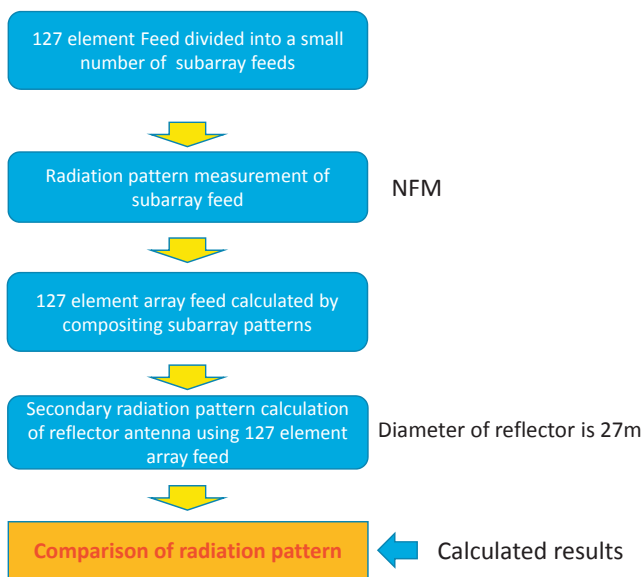 127 element Feed divided into a small
number of subarray feeds
Radiation pattern measurement of
subarray feed
NFM
127 element array feed calculated by
compositing subarray patterns
Secondary radiation pattern calculation
of reflector antenna using 127 element
array feed
Diameter of reflector is 27m
Comparison of radiation pattern
Calculated results